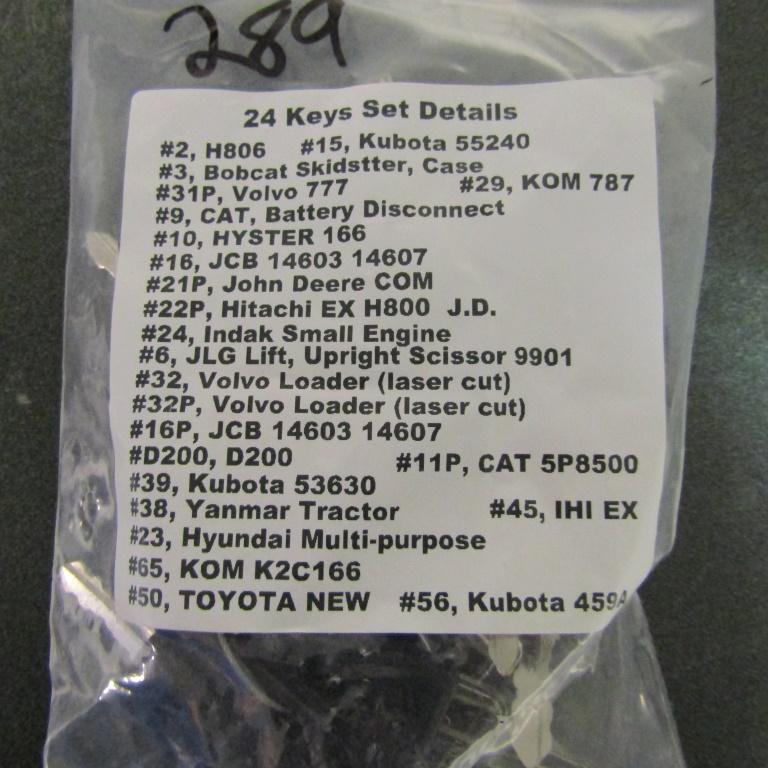 289
24 Keys Set Details
#2, H806 #15, Kubota 55240
#3, Bobcat Skidstter, Case
#31P, Volvo 777 #29, KOM 787
#9, CAT, Battery Disconnect
#10, HYSTER 166
#16, JCB 14603 14607
#21P, John Deere COM
#22P, Hitachi EX H800 J.D.
#24, Indak Small Engine
#6, JLG Lift, Upright Scissor 9901
#32, Volvo Loader (laser cut)
#32P, Volvo Loader (laser cut)
#16P, JCB 14603 14607
#D200, D200 #11P, CAT 5P8500
#39, Kubota 53630
#38, Yanmar Tractor #45, IHI EX
#23, Hyundai Multi-purpose
#65, KOM K2C166
#50, TOYOTA NEW #56, Kubota 459A